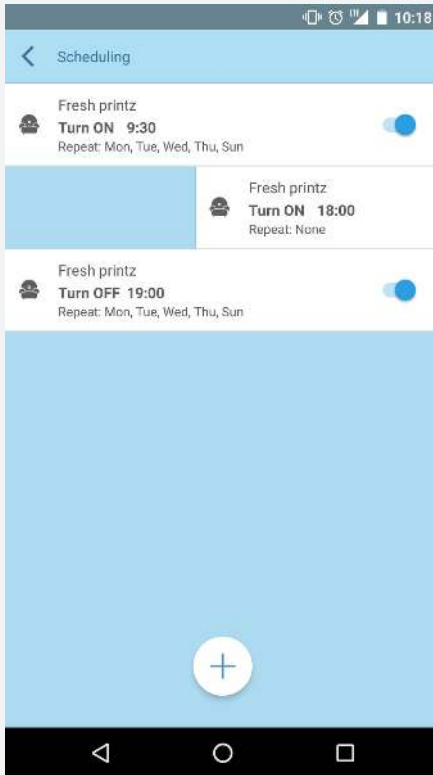 10:18
Scheduling
Fresh printz
Turn ON 9:30
Repeat: Mon, Tue, Wed, Thu, Sun
Fresh printz
Turn ON 18:00
Repeat: None
Fresh printz
Turn OFF 19:00
Repeat: Mon, Tue, Wed, Thu, Sun